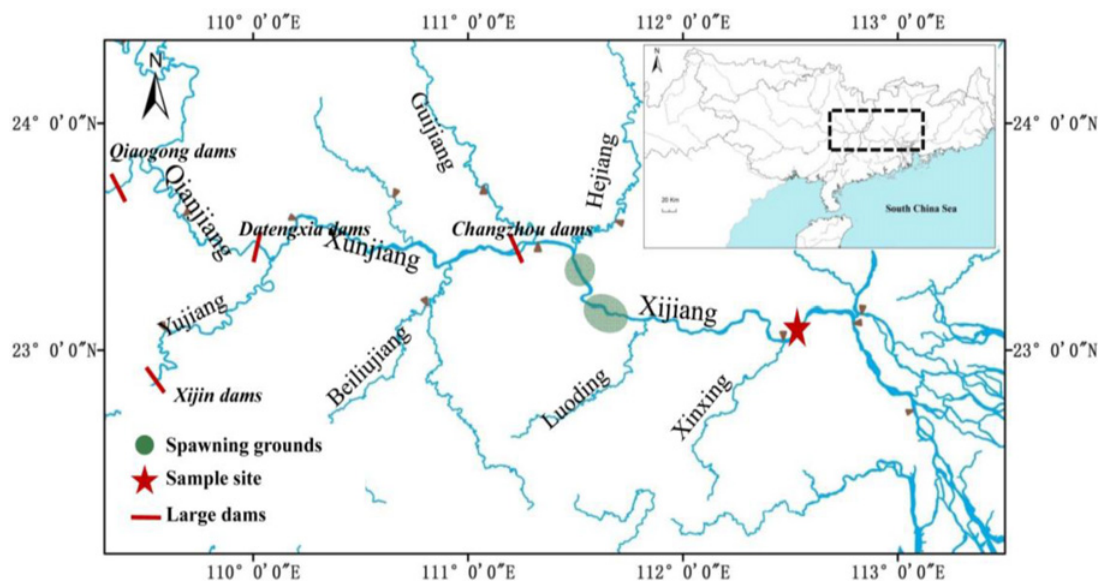 110° 0'0"E 111° 0'0"E 112° 0'0"E 113° 0'0"E
N
N
24° 0'0"N
24° 0'0"N
Qiaogong dams
Guijiang
Hejiang
Qianjiang
20 Km
South China Sea
Datengxia dams
Changzhou dams
Xunjiang
Yujiang
Xijiang
23° 0'0"N
23° 0'0"N
Xijin dams
Beiliujiang
Luoding
Xinxing
Spawning grounds
Sample site
Large dams
110° 0'0"E 111° 0'0"E 112° 0'0"E 113° 0'0"E